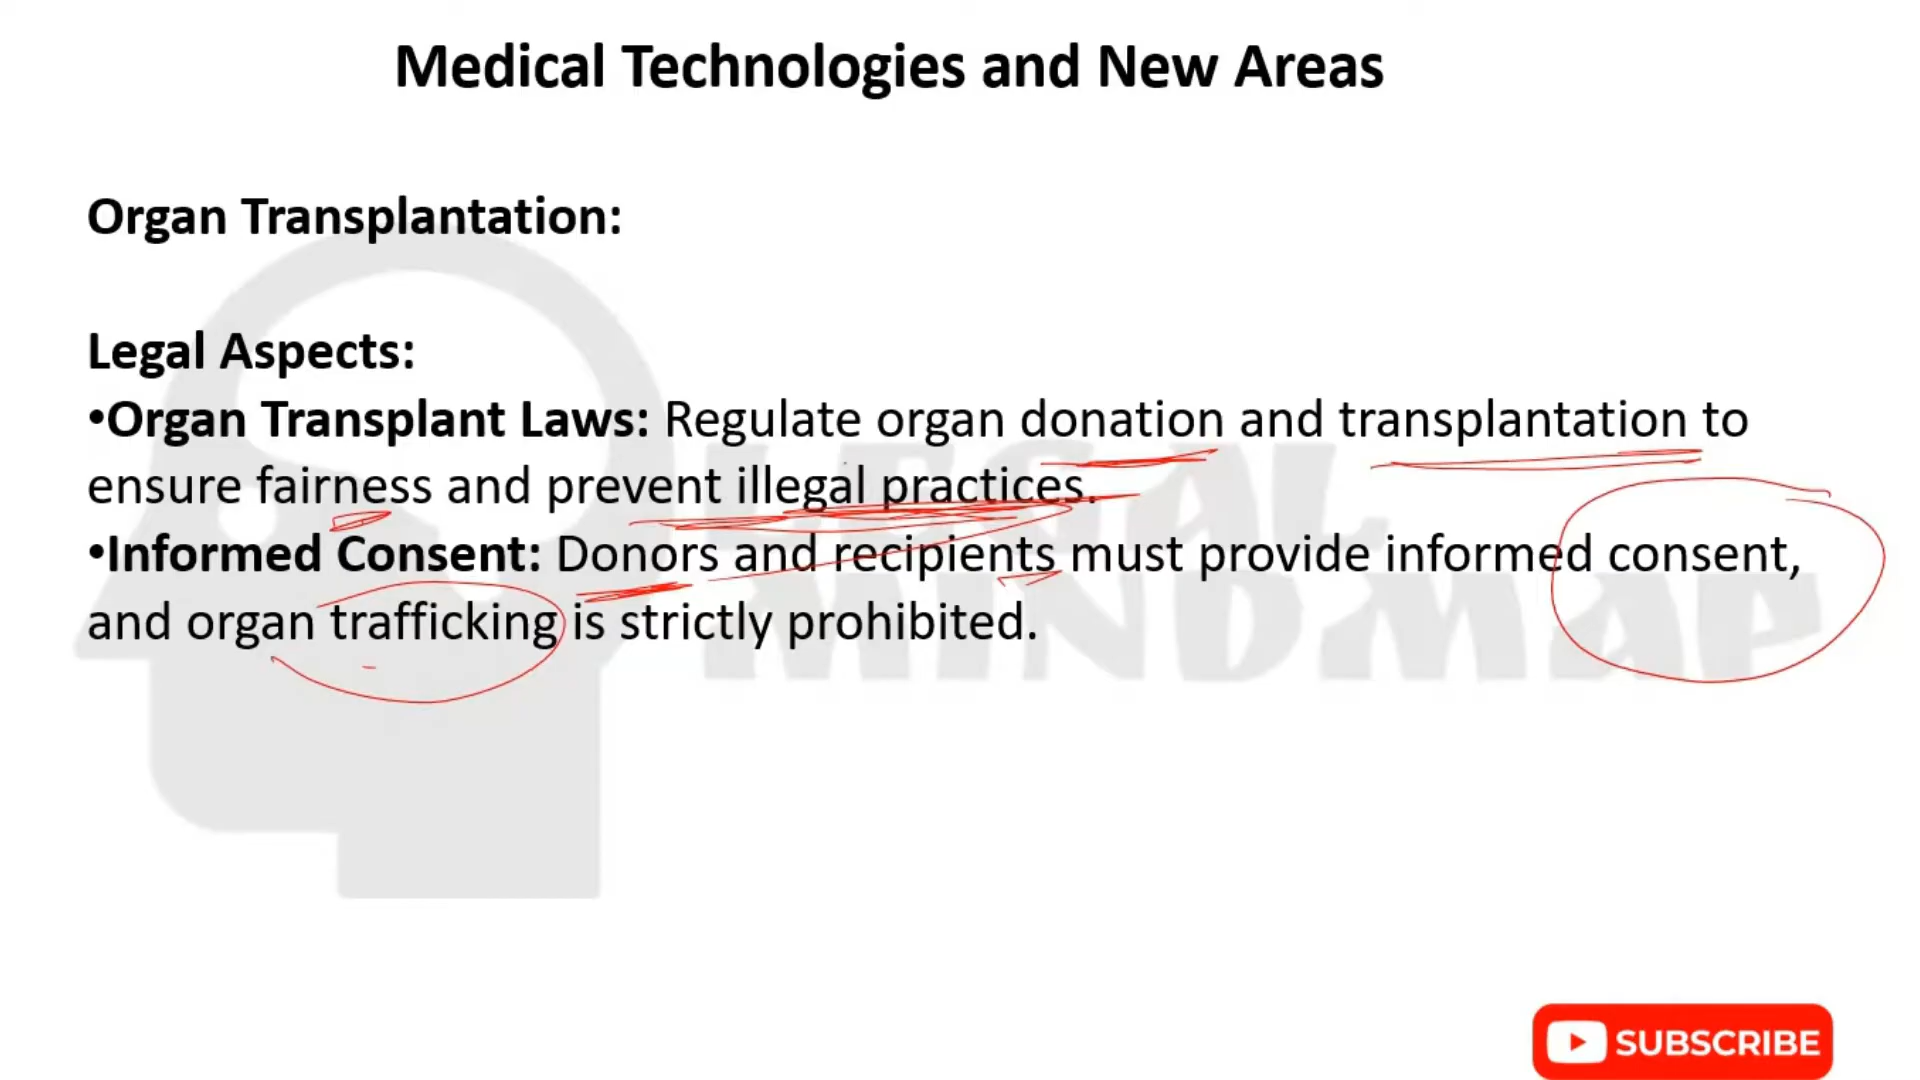 Medical Technologies and New Areas
Organ Transplantation:
Legal Aspects:
•Organ Transplant Laws: Regulate organ donation and transplantation to
ensure fairness and prevent illegal practices.
•Informed Consent: Donors and recipients must provide informed consent,
and organ trafficking is strictly prohibited.
LEGAL
MINDMAP
SUBSCRIBE